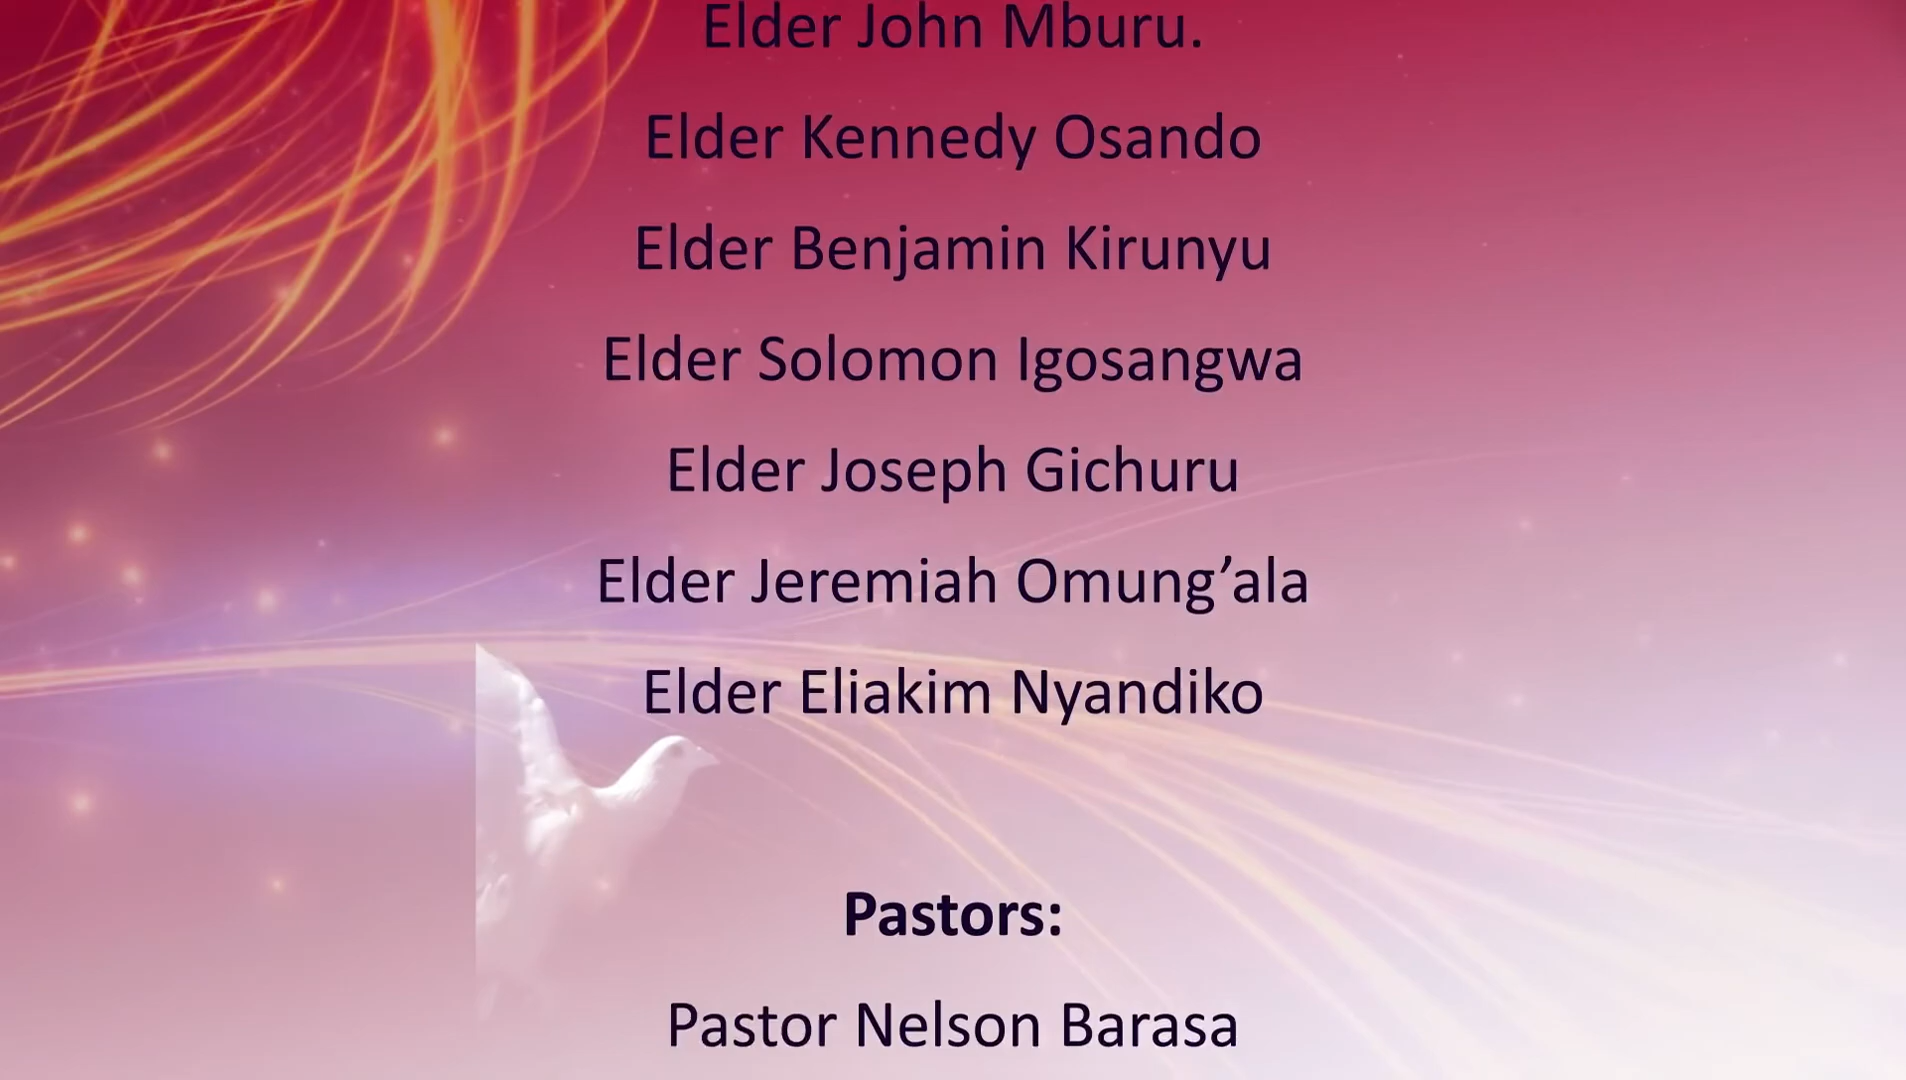 Elder John Mburu.
Elder Kennedy Osando
Elder Benjamin Kirunyu
Elder Solomon Igosangwa
Elder Joseph Gichuru
Elder Jeremiah Omung’ala
Elder Eliakim Nyandiko
Pastors:
Pastor Nelson Barasa